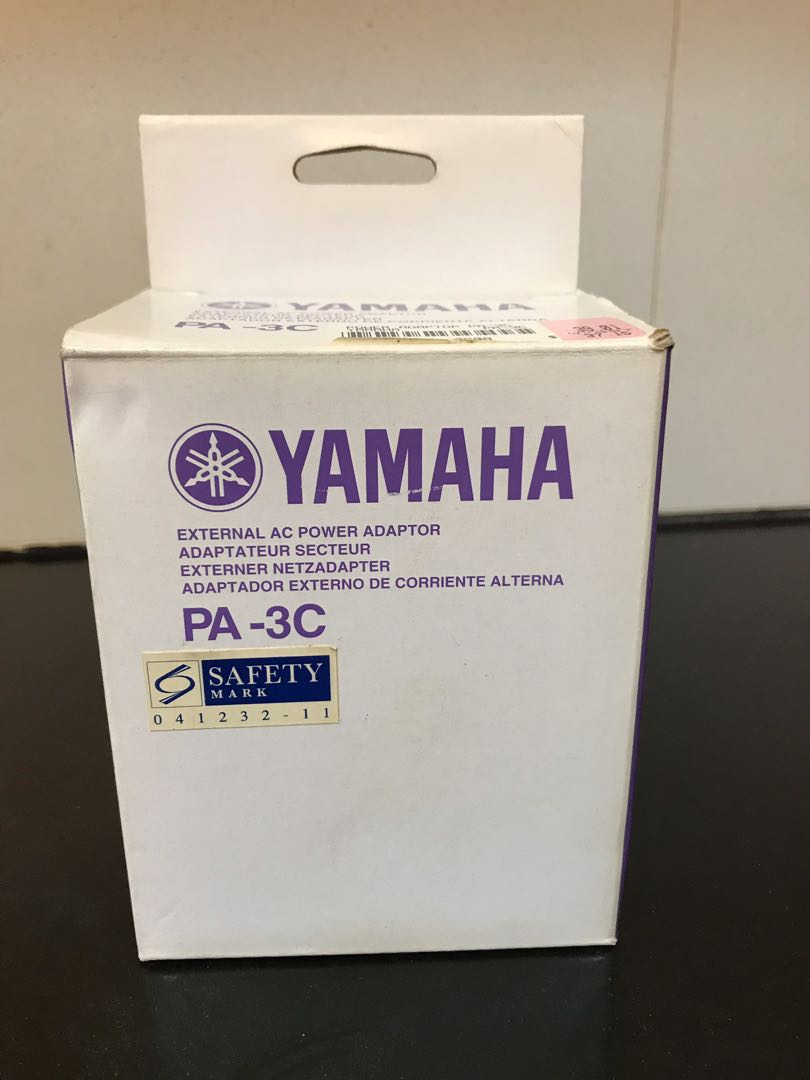 YAMAHA
PA -3C
YAMAHA
EXTERNAL AC POWER ADAPTOR
ADAPTATEUR SECTEUR
EXTERNER NETZADAPTER
ADAPTADOR EXTERNO DE CORRIENTE ALTERNA
PA -3C
SAFETY
MARK
041232-11